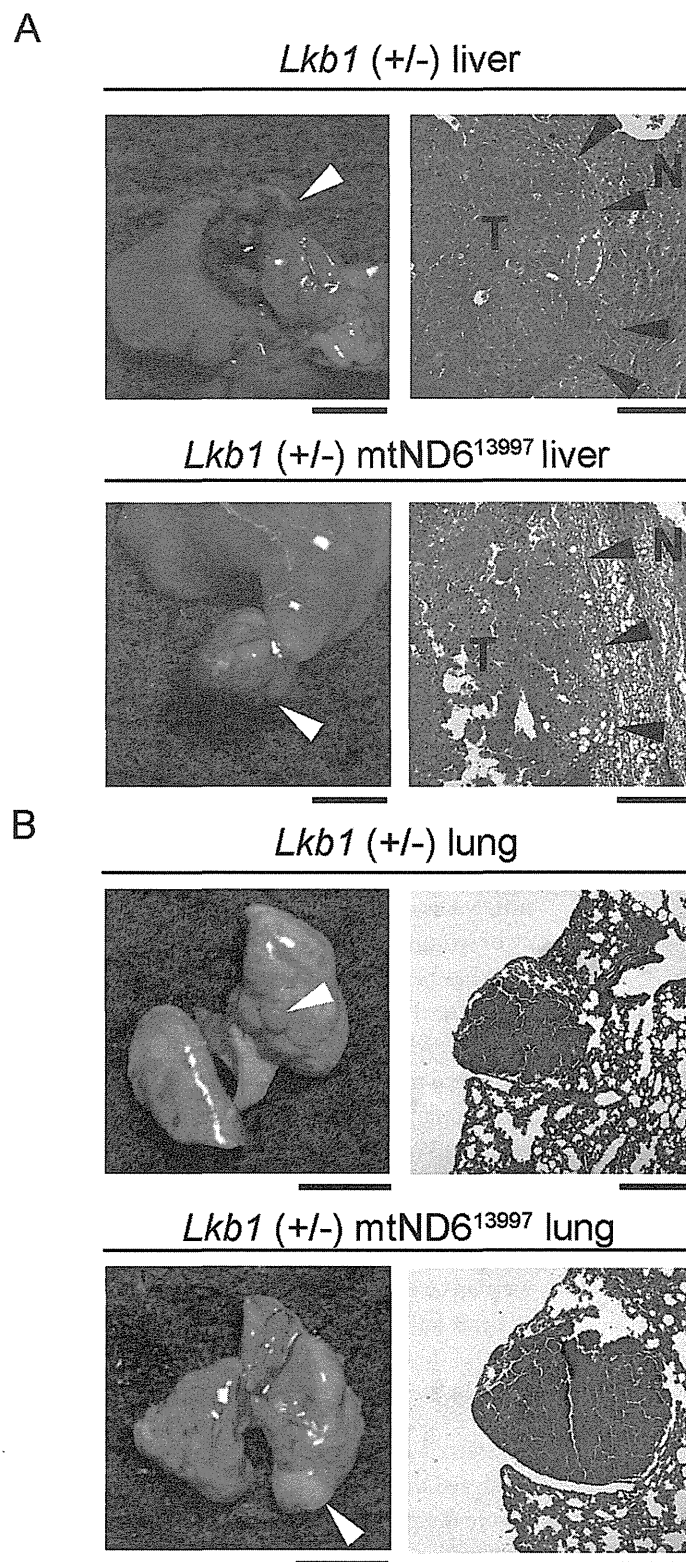 A
Lkb1 (+/-) liver
N
T
Lkb1 (+/-) mtND6¹³⁹⁹⁷ liver
N
T
B
Lkb1 (+/-) lung
Lkb1 (+/-) mtND6¹³⁹⁹⁷ lung